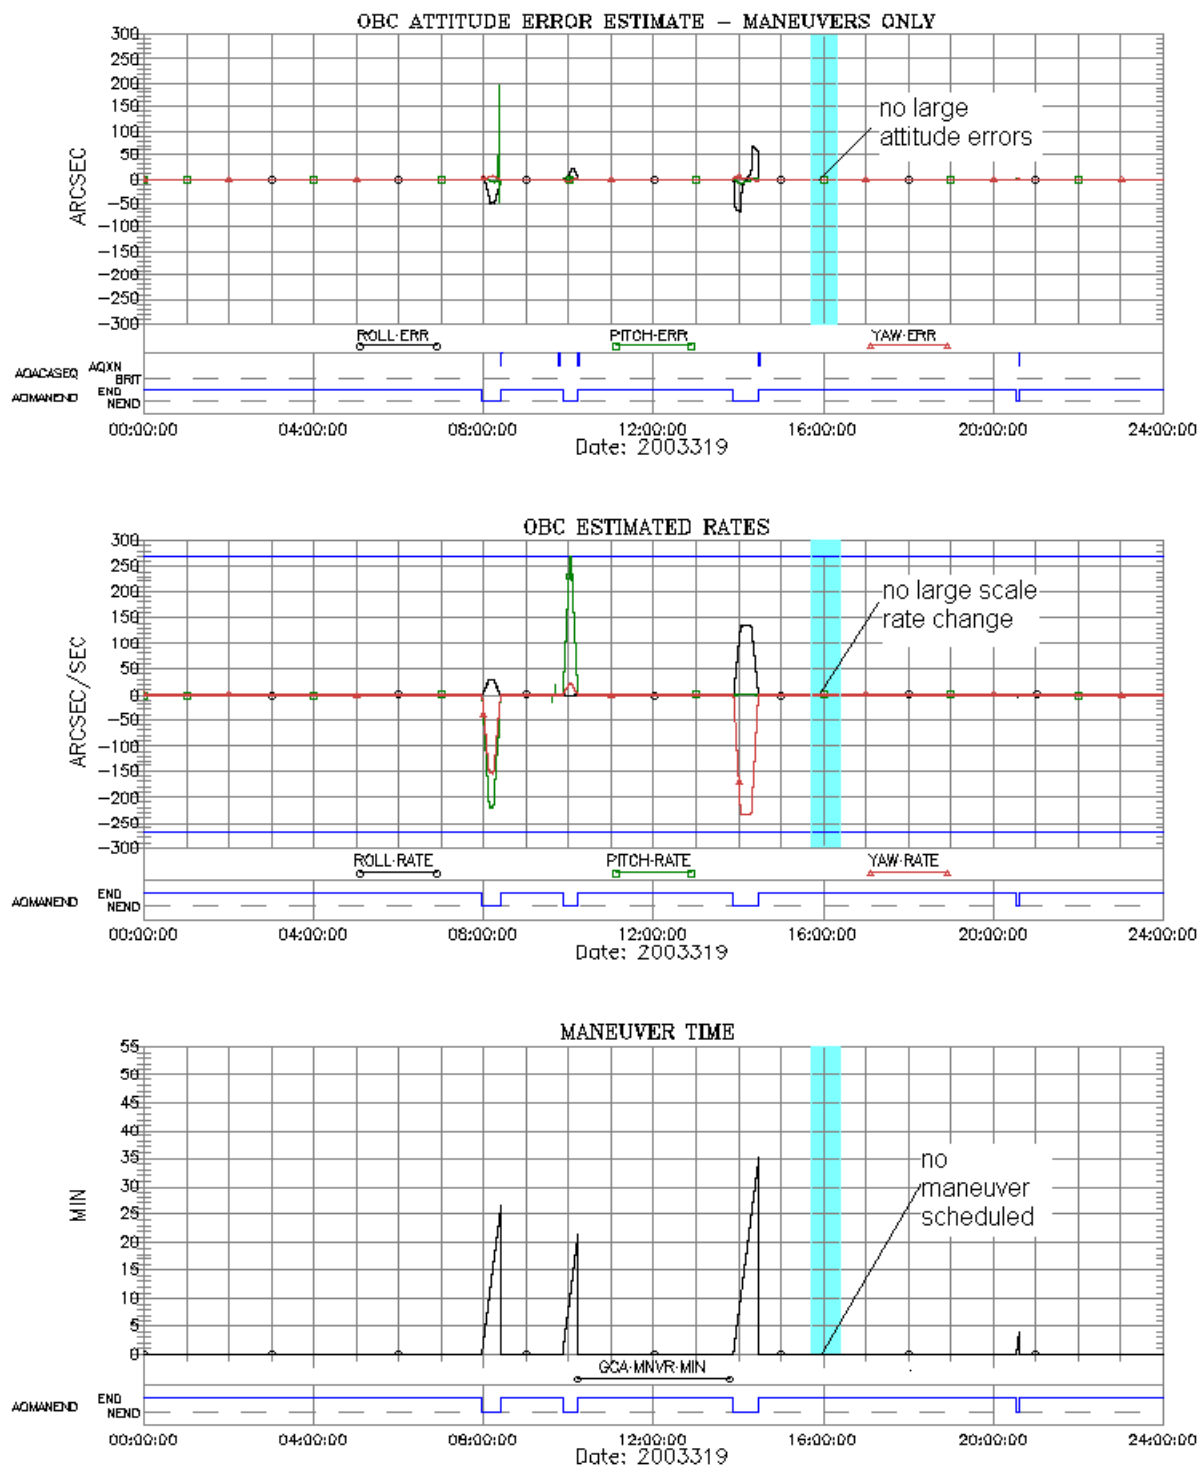 OBC ATTITUDE ERROR ESTIMATE – MANEUVERS ONLY
300
250
200
150
100
50
0
−50
−100
−150
−200
−250
−300
ARCSEC
no large
attitude errors
ROLL-ERR PITCH-ERR YAW-ERR
AOACASEQ AQXN
BRIT
AOMANEND END
NEND
00:00:00 04:00:00 08:00:00 12:00:00 16:00:00 20:00:00 24:00:00
Date: 2003319
OBC ESTIMATED RATES
300
250
200
150
100
50
0
−50
−100
−150
−200
−250
−300
ARCSEC/SEC
no large scale
rate change
ROLL-RATE PITCH-RATE YAW-RATE
AOMANEND END
NEND
00:00:00 04:00:00 08:00:00 12:00:00 16:00:00 20:00:00 24:00:00
Date: 2003319
MANEUVER TIME
55
50
45
40
35
30
25
20
15
10
5
0
MIN
no
maneuver
scheduled
GCA-MNVR-MIN
AOMANEND END
NEND
00:00:00 04:00:00 08:00:00 12:00:00 16:00:00 20:00:00 24:00:00
Date: 2003319